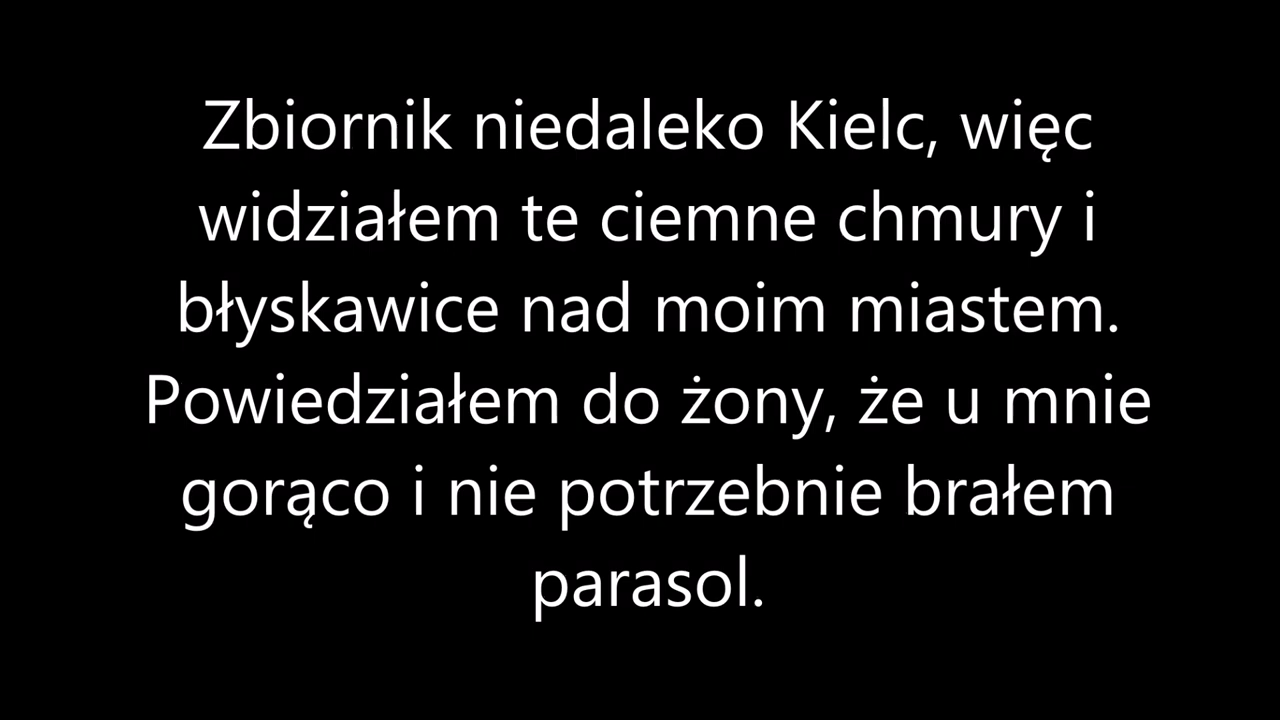 Zbiornik niedaleko Kielc, więc
widziałem te ciemne chmury i
błyskawice nad moim miastem.
Powiedziałem do żony, że u mnie
gorąco i nie potrzebnie brałem
parasol.